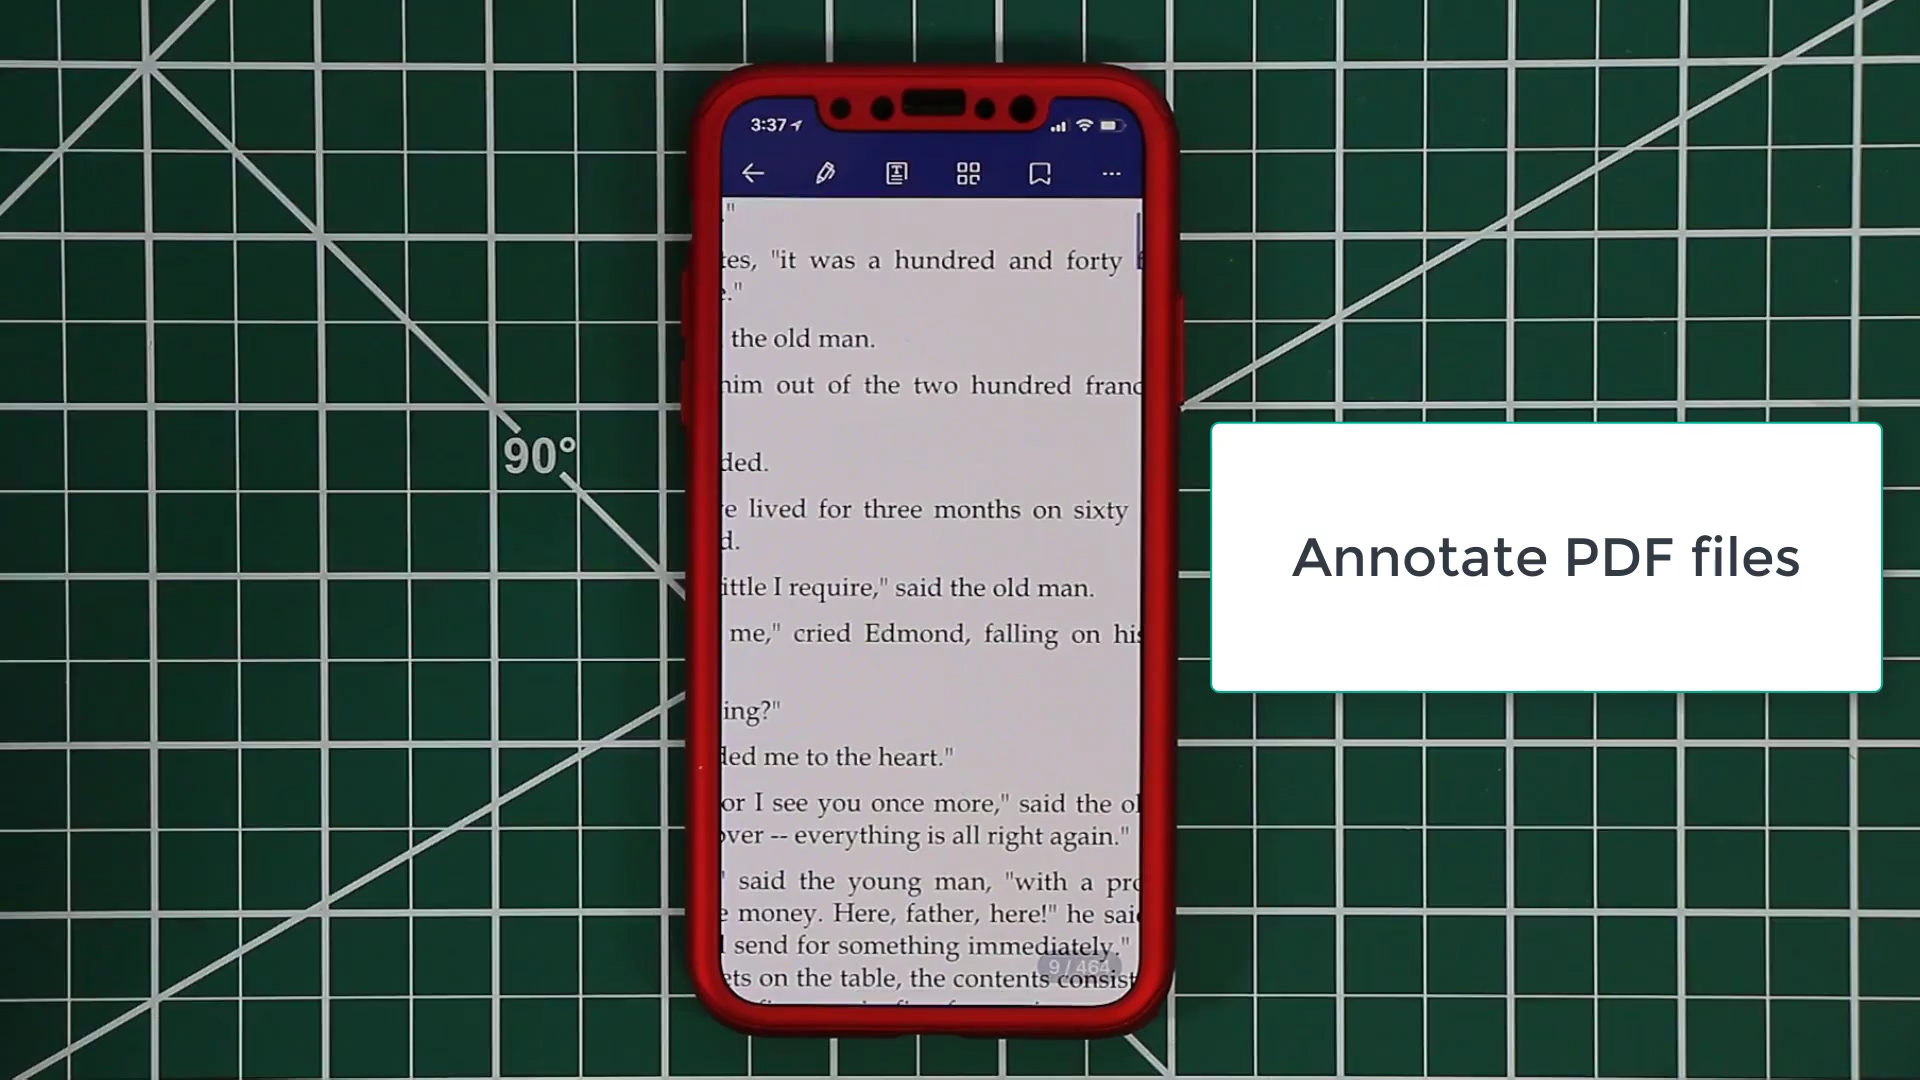 3:37
."
tes, "it was a hundred and forty
e."
the old man.
him out of the two hundred franc
ded.
e lived for three months on sixty
d.
ittle I require," said the old man.
me," cried Edmond, falling on his
ing?"
ded me to the heart."
or I see you once more," said the ol
over -- everything is all right again."
" said the young man, "with a pro
e money. Here, father, here!" he said
send for something immediately."
9 / 464
ets on the table, the contents consist
90°
Annotate PDF files